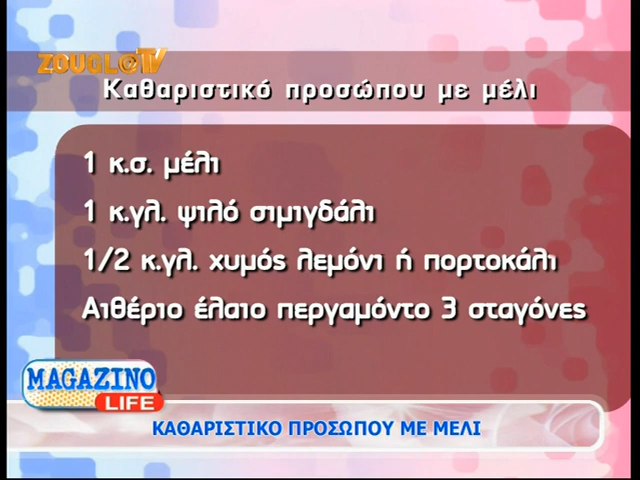 ZOUGL@TV
Καθαριστικό προσώπου με μέλι
1 κ.σ. μέλι
1 κ.γλ. ψιλό σιμιγδάλι
1/2 κ.γλ. χυμός λεμόνι ή πορτοκάλι
Αιθέριο έλαιο περγαμόντο 3 σταγόνες
MAGAZINO
LIFE
ΚΑΘΑΡΙΣΤΙΚΟ ΠΡΟΣΩΠΟΥ ΜΕ ΜΕΛΙ